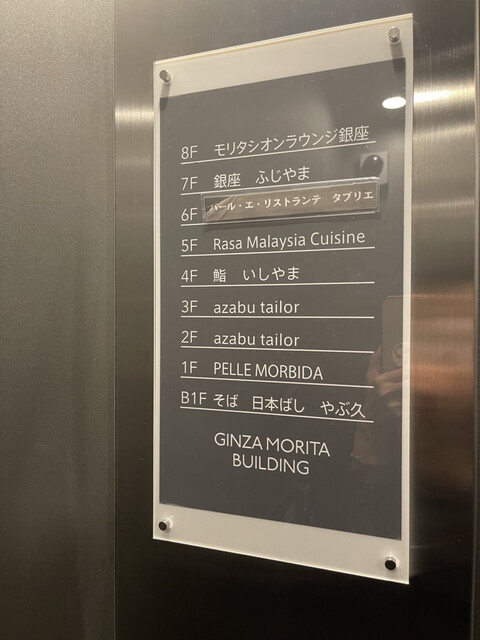 8F モリタシオンラウンジ銀座
7F 銀座 ふじやま
6F バール・エ・リストランテ タプリエ
5F Rasa Malaysia Cuisine
4F 鮨 いしやま
3F azabu tailor
2F azabu tailor
1F PELLE MORBIDA
B1F そば 日本ばし やぶ久
GINZA MORITA
BUILDING